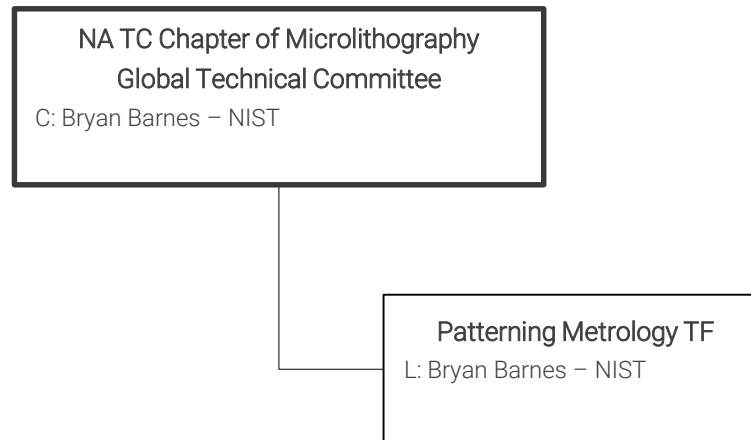 NA TC Chapter of Microlithography
Global Technical Committee
C: Bryan Barnes – NIST
Patterning Metrology TF
L: Bryan Barnes – NIST